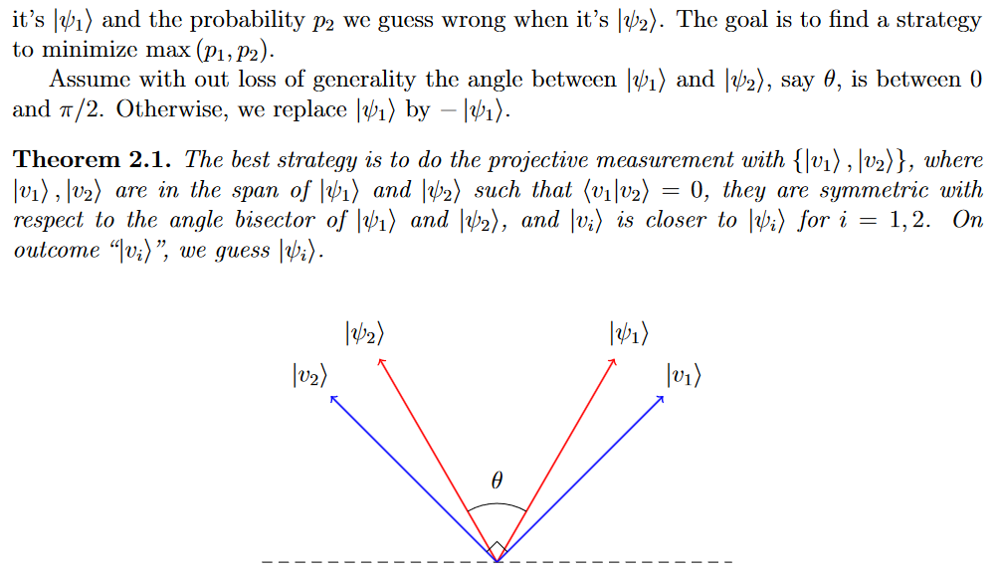 it's |ψ₁⟩ and the probability p₂ we guess wrong when it's |ψ₂⟩. The goal is to find a strategy
to minimize max (p₁, p₂).
Assume with out loss of generality the angle between |ψ₁⟩ and |ψ₂⟩, say θ, is between 0
and π/2. Otherwise, we replace |ψ₁⟩ by − |ψ₁⟩.
Theorem 2.1. The best strategy is to do the projective measurement with {|v₁⟩ , |v₂⟩}, where
|v₁⟩ , |v₂⟩ are in the span of |ψ₁⟩ and |ψ₂⟩ such that ⟨v₁|v₂⟩ = 0, they are symmetric with
respect to the angle bisector of |ψ₁⟩ and |ψ₂⟩, and |vᵢ⟩ is closer to |ψᵢ⟩ for i = 1, 2. On
outcome “|vᵢ⟩”, we guess |ψᵢ⟩.
|ψ₂⟩ |ψ₁⟩
|v₂⟩ |v₁⟩
θ